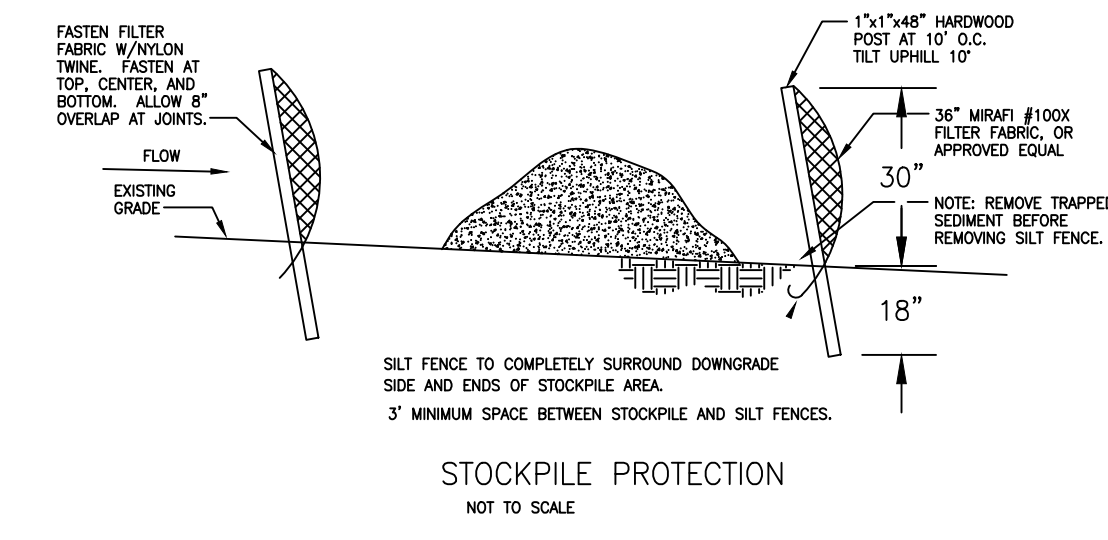 FASTEN FILTER
FABRIC W/NYLON
TWINE. FASTEN AT
TOP, CENTER, AND
BOTTOM. ALLOW 8"
OVERLAP AT JOINTS.
FLOW
EXISTING
GRADE
1"x1"x48" HARDWOOD
POST AT 10' O.C.
TILT UPHILL 10°
36" MIRAFI #100X
FILTER FABRIC, OR
APPROVED EQUAL
30"
NOTE: REMOVE TRAPPED
SEDIMENT BEFORE
REMOVING SILT FENCE.
18"
SILT FENCE TO COMPLETELY SURROUND DOWNGRADE
SIDE AND ENDS OF STOCKPILE AREA.
3' MINIMUM SPACE BETWEEN STOCKPILE AND SILT FENCES.
STOCKPILE PROTECTION
NOT TO SCALE